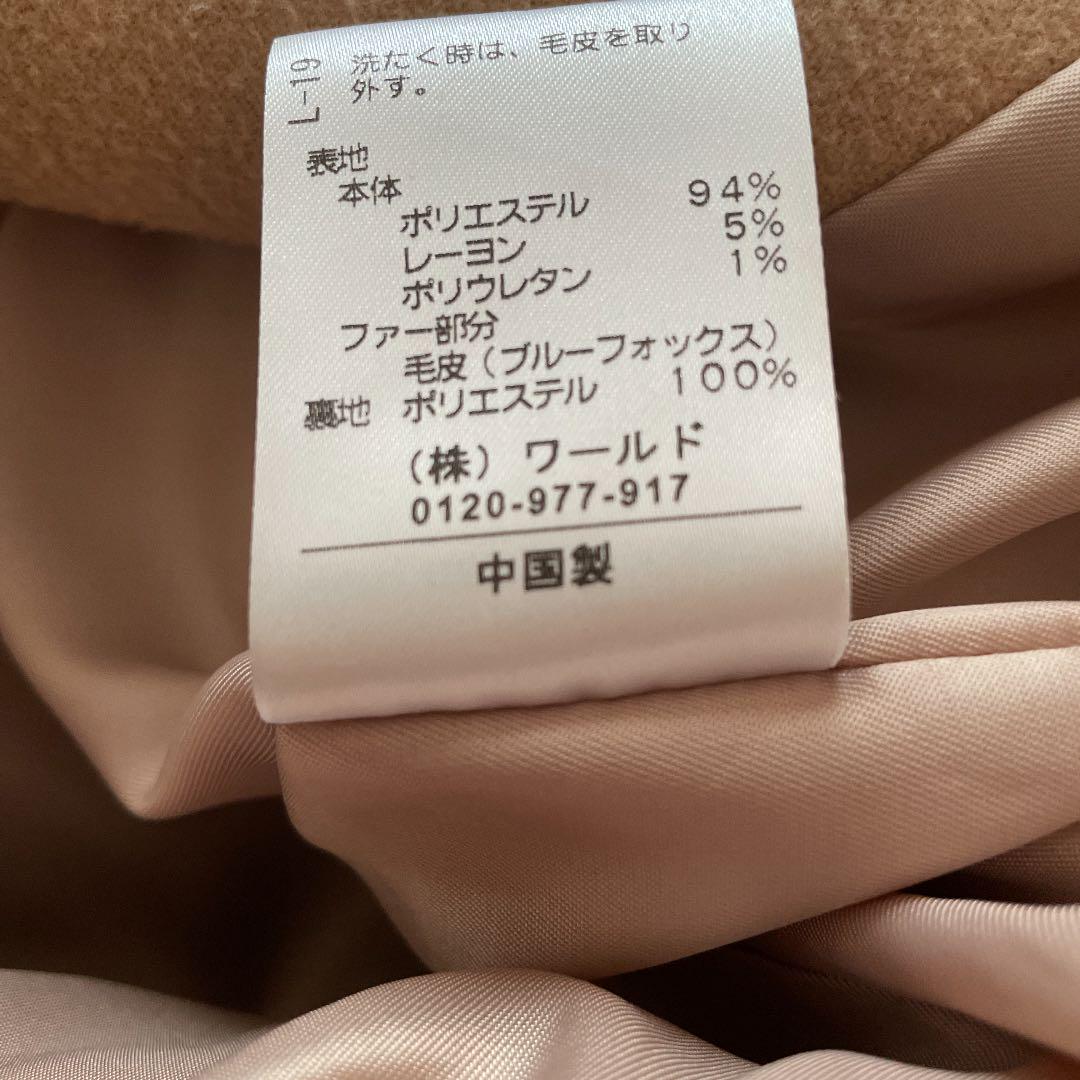 L-19
洗たく時は、毛皮を取り
外す。
表地
本体
ポリエステル 94%
レーヨン 5%
ポリウレタン 1%
ファー部分
毛皮(ブルーフォックス)
裏地 ポリエステル 100%
(株)ワールド
0120-977-917
中国製